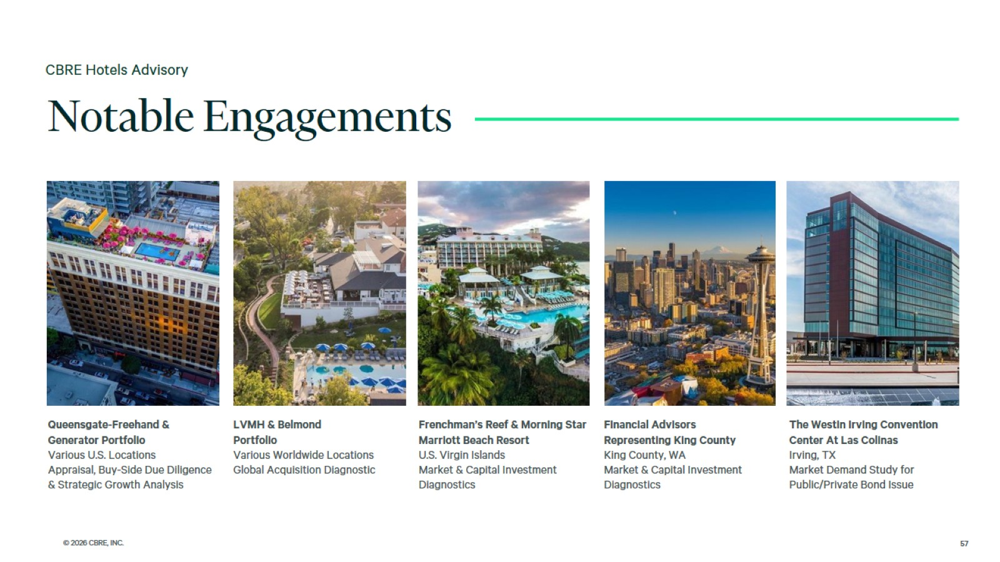 CBRE Hotels Advisory
Notable Engagements
Queensgate-Freehand &
Generator Portfolio
Various U.S. Locations
Appraisal, Buy-Side Due Diligence
& Strategic Growth Analysis
LVMH & Belmond
Portfolio
Various Worldwide Locations
Global Acquisition Diagnostic
Frenchman's Reef & Morning Star
Marriott Beach Resort
U.S. Virgin Islands
Market & Capital Investment
Diagnostics
Financial Advisors
Representing King County
King County, WA
Market & Capital Investment
Diagnostics
The Westin Irving Convention
Center At Las Colinas
Irving, TX
Market Demand Study for
Public/Private Bond Issue
© 2026 CBRE, INC.
57